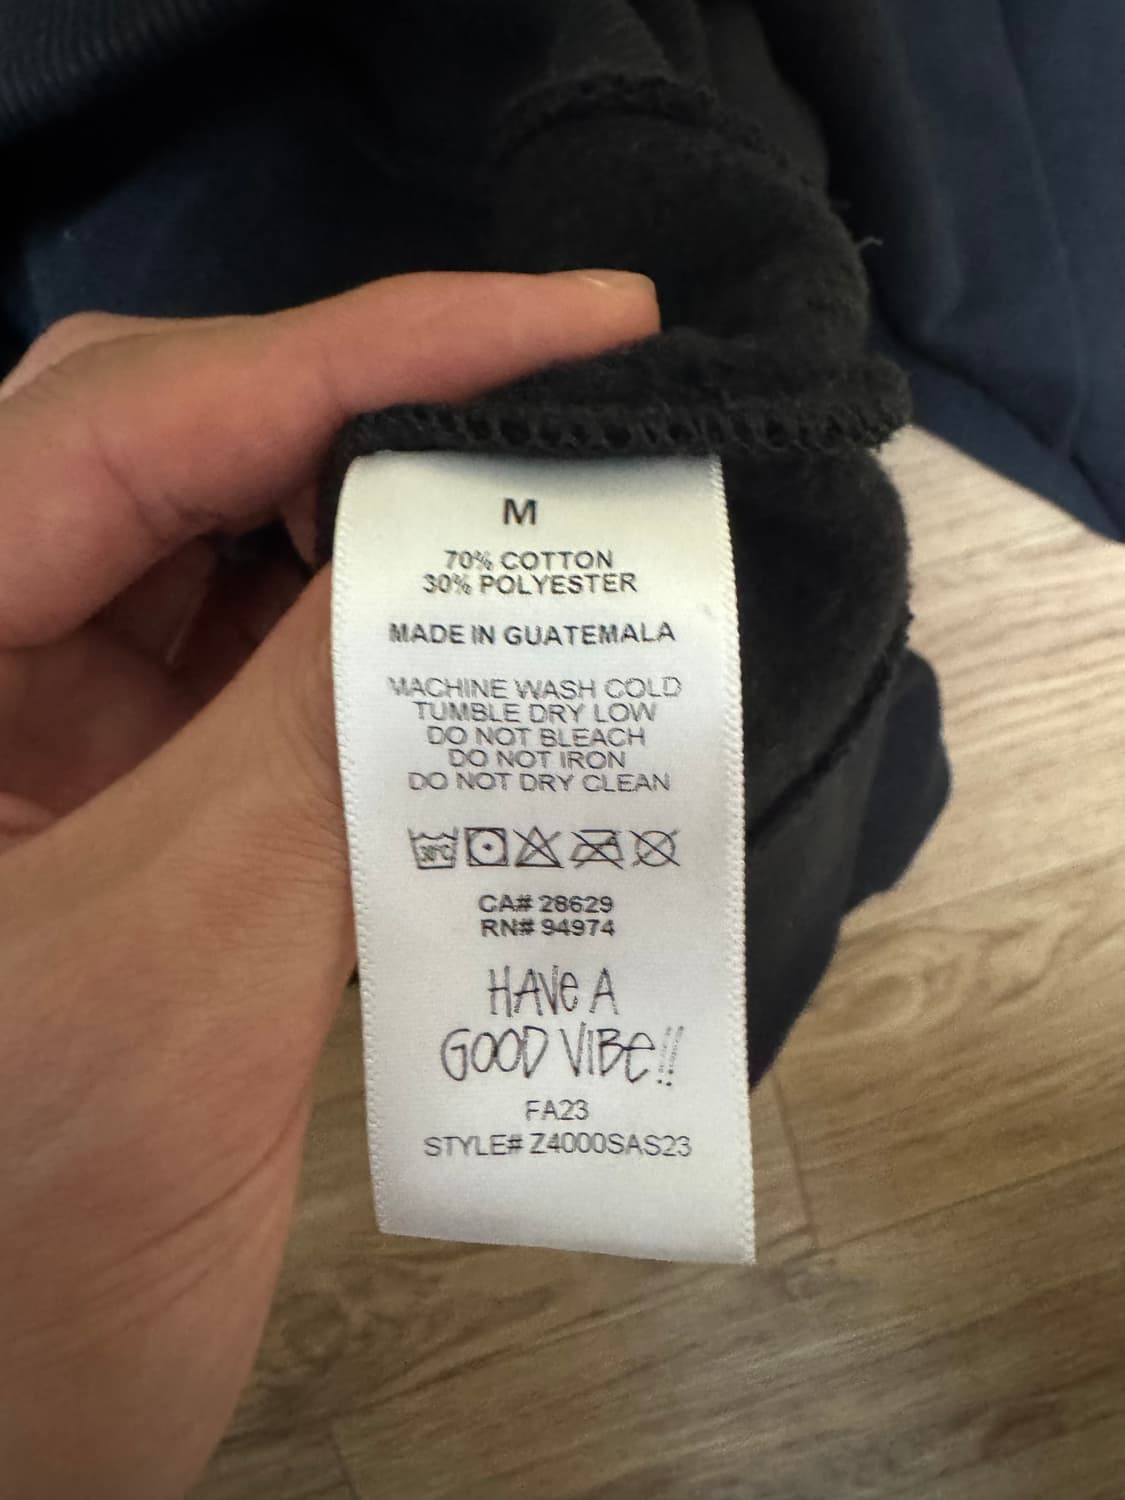 M
70% COTTON
30% POLYESTER
MADE IN GUATEMALA
MACHINE WASH COLD
TUMBLE DRY LOW
DO NOT BLEACH
DO NOT IRON
DO NOT DRY CLEAN
30°C
CA# 28629
RN# 94974
HAVe A
GOOD VIBe!!
FA23
STYLE# Z4000SAS23